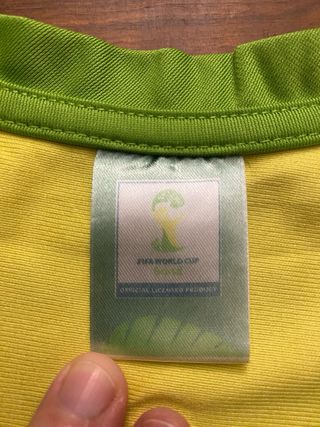 FIFA WORLD CUP
Brasil
OFFICIAL LICENSED PRODUCT